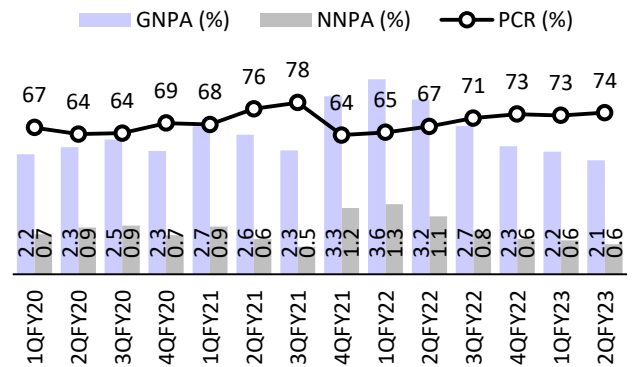 GNPA (%) NNPA (%) PCR (%)
67 64 64 69 68 76 78 64 65 67 71 73 73 74
2.2 0.7 2.3 0.9 2.5 0.9 2.3 0.7 2.7 0.9 2.6 0.6 2.3 0.5 3.3 1.2 3.6 1.3 3.2 1.1 2.7 0.8 2.3 0.6 2.2 0.6 2.1 0.6
1QFY20 2QFY20 3QFY20 4QFY20 1QFY21 2QFY21 3QFY21 4QFY21 1QFY22 2QFY22 3QFY22 4QFY22 1QFY23 2QFY23